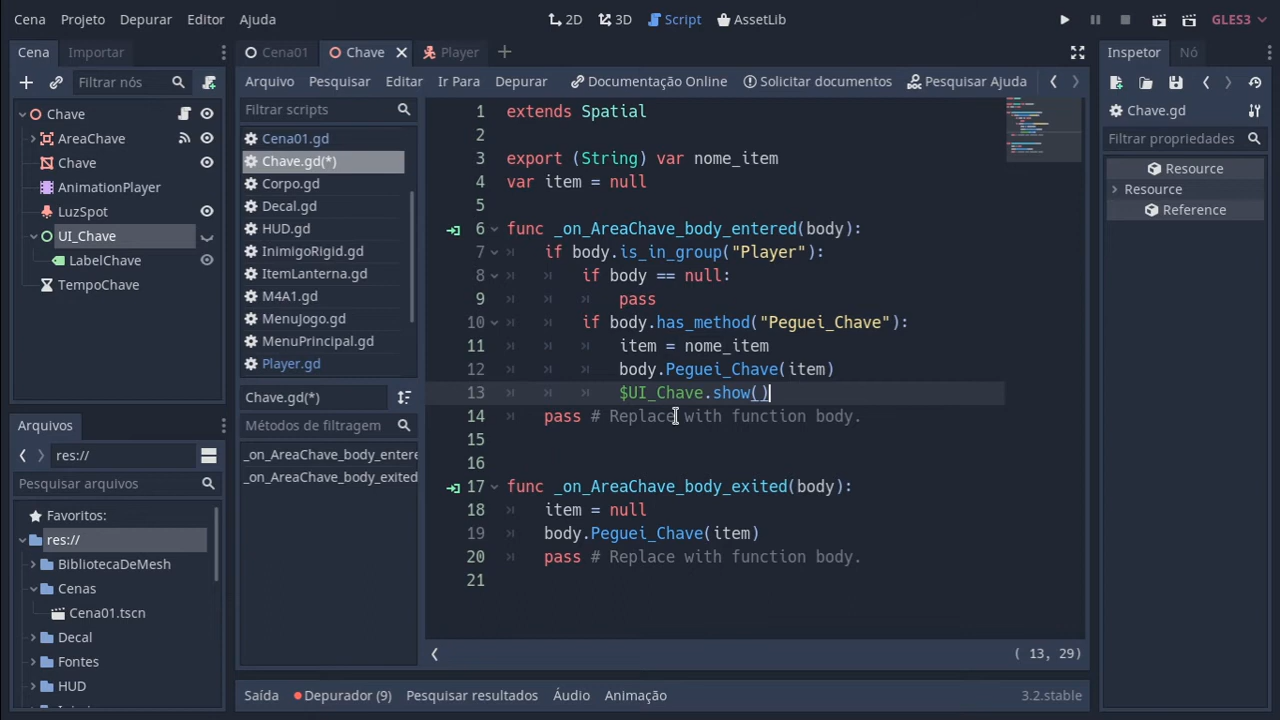 Cena Projeto Depurar Editor Ajuda 2D 3D Script AssetLib GLES3
Cena Importar Cena01 Chave Player Inspetor Nó
Filtrar nós Arquivo Pesquisar Editar Ir Para Depurar Documentação Online Solicitar documentos Pesquisar Ajuda
Chave
AreaChave
Chave
AnimationPlayer
LuzSpot
UI_Chave
LabelChave
TempoChave
Arquivos
res://
Pesquisar arquivos
Favoritos:
res://
BibliotecaDeMesh
Cenas
Cena01.tscn
Decal
Fontes
HUD
Filtrar scripts
Cena01.gd
Chave.gd(*)
Corpo.gd
Decal.gd
HUD.gd
InimigoRigid.gd
ItemLanterna.gd
M4A1.gd
MenuJogo.gd
MenuPrincipal.gd
Player.gd
Chave.gd(*)
Métodos de filtragem
_on_AreaChave_body_entere
_on_AreaChave_body_exited
1 extends Spatial
2
3 export (String) var nome_item
4 var item = null
5
6 func _on_AreaChave_body_entered(body):
7 if body.is_in_group("Player"):
8 if body == null:
9 pass
10 if body.has_method("Peguei_Chave"):
11 item = nome_item
12 body.Peguei_Chave(item)
13 $UI_Chave.show()
14 pass # Replace with function body.
15
16
17 func _on_AreaChave_body_exited(body):
18 item = null
19 body.Peguei_Chave(item)
20 pass # Replace with function body.
21
( 13, 29)
Chave.gd
Filtrar propriedades
Resource
Resource
Reference
Saída Depurador (9) Pesquisar resultados Áudio Animação 3.2.stable